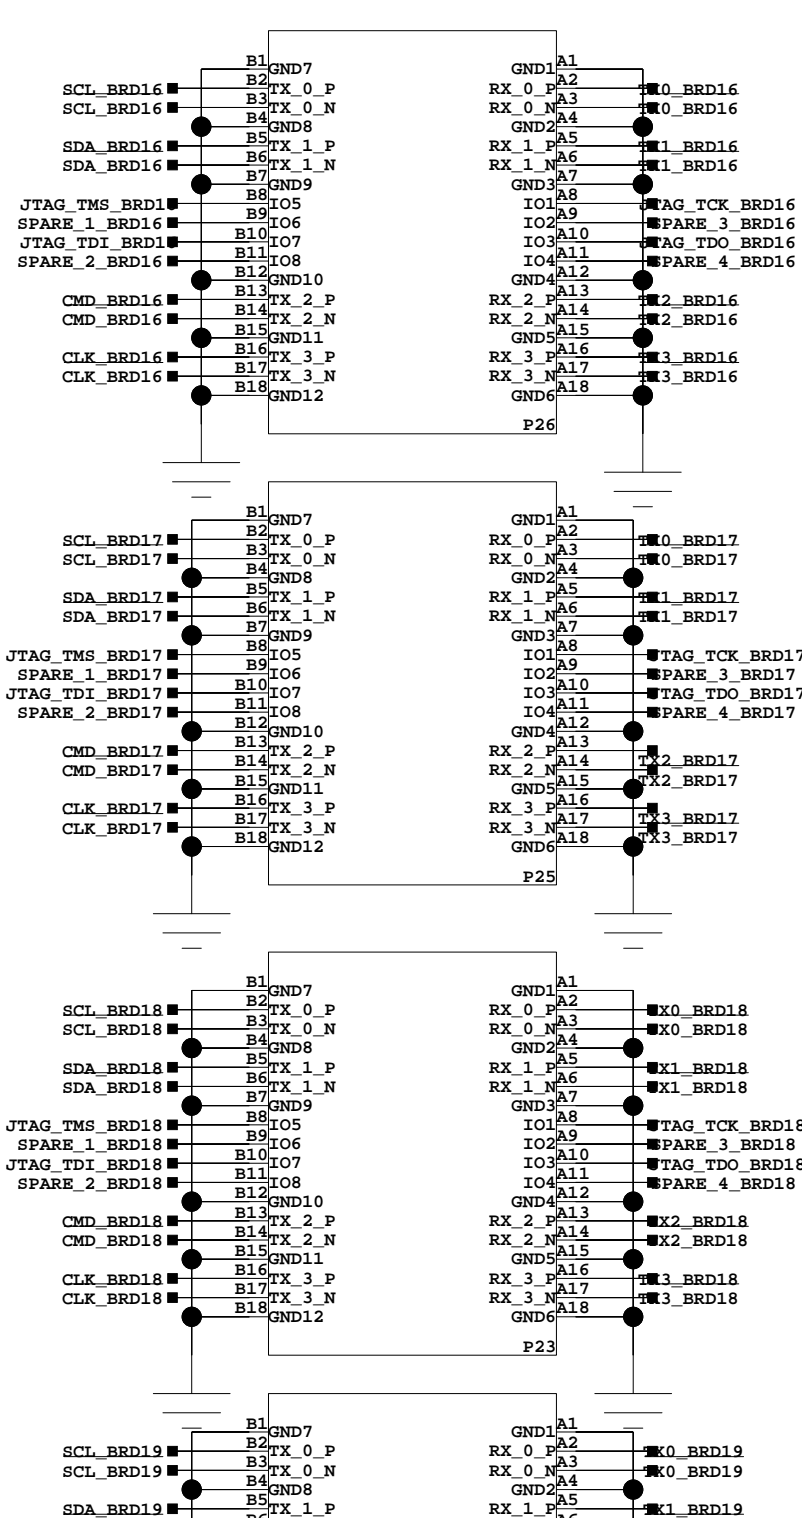 B1 GND7 GND1 A1
SCL_BRD16 B2 TX_0_P RX_0_P A2 TX0_BRD16
SCL_BRD16 B3 TX_0_N RX_0_N A3 TX0_BRD16
B4 GND8 GND2 A4
SDA_BRD16 B5 TX_1_P RX_1_P A5 TX1_BRD16
SDA_BRD16 B6 TX_1_N RX_1_N A6 TX1_BRD16
B7 GND9 GND3 A7
JTAG_TMS_BRD16 B8 IO5 IO1 A8 JTAG_TCK_BRD16
SPARE_1_BRD16 B9 IO6 IO2 A9 SPARE_3_BRD16
JTAG_TDI_BRD16 B10 IO7 IO3 A10 JTAG_TDO_BRD16
SPARE_2_BRD16 B11 IO8 IO4 A11 SPARE_4_BRD16
B12 GND10 GND4 A12
CMD_BRD16 B13 TX_2_P RX_2_P A13 TX2_BRD16
CMD_BRD16 B14 TX_2_N RX_2_N A14 TX2_BRD16
B15 GND11 GND5 A15
CLK_BRD16 B16 TX_3_P RX_3_P A16 TX3_BRD16
CLK_BRD16 B17 TX_3_N RX_3_N A17 TX3_BRD16
B18 GND12 GND6 A18
P26
B1 GND7 GND1 A1
SCL_BRD17 B2 TX_0_P RX_0_P A2 TX0_BRD17
SCL_BRD17 B3 TX_0_N RX_0_N A3 TX0_BRD17
B4 GND8 GND2 A4
SDA_BRD17 B5 TX_1_P RX_1_P A5 TX1_BRD17
SDA_BRD17 B6 TX_1_N RX_1_N A6 TX1_BRD17
B7 GND9 GND3 A7
JTAG_TMS_BRD17 B8 IO5 IO1 A8 JTAG_TCK_BRD17
SPARE_1_BRD17 B9 IO6 IO2 A9 SPARE_3_BRD17
JTAG_TDI_BRD17 B10 IO7 IO3 A10 JTAG_TDO_BRD17
SPARE_2_BRD17 B11 IO8 IO4 A11 SPARE_4_BRD17
B12 GND10 GND4 A12
CMD_BRD17 B13 TX_2_P RX_2_P A13 TX2_BRD17
CMD_BRD17 B14 TX_2_N RX_2_N A14 TX2_BRD17
B15 GND11 GND5 A15
CLK_BRD17 B16 TX_3_P RX_3_P A16 TX3_BRD17
CLK_BRD17 B17 TX_3_N RX_3_N A17 TX3_BRD17
B18 GND12 GND6 A18
P25
B1 GND7 GND1 A1
SCL_BRD18 B2 TX_0_P RX_0_P A2 TX0_BRD18
SCL_BRD18 B3 TX_0_N RX_0_N A3 TX0_BRD18
B4 GND8 GND2 A4
SDA_BRD18 B5 TX_1_P RX_1_P A5 TX1_BRD18
SDA_BRD18 B6 TX_1_N RX_1_N A6 TX1_BRD18
B7 GND9 GND3 A7
JTAG_TMS_BRD18 B8 IO5 IO1 A8 JTAG_TCK_BRD18
SPARE_1_BRD18 B9 IO6 IO2 A9 SPARE_3_BRD18
JTAG_TDI_BRD18 B10 IO7 IO3 A10 JTAG_TDO_BRD18
SPARE_2_BRD18 B11 IO8 IO4 A11 SPARE_4_BRD18
B12 GND10 GND4 A12
CMD_BRD18 B13 TX_2_P RX_2_P A13 TX2_BRD18
CMD_BRD18 B14 TX_2_N RX_2_N A14 TX2_BRD18
B15 GND11 GND5 A15
CLK_BRD18 B16 TX_3_P RX_3_P A16 TX3_BRD18
CLK_BRD18 B17 TX_3_N RX_3_N A17 TX3_BRD18
B18 GND12 GND6 A18
P23
B1 GND7 GND1 A1
SCL_BRD19 B2 TX_0_P RX_0_P A2 TX0_BRD19
SCL_BRD19 B3 TX_0_N RX_0_N A3 TX0_BRD19
B4 GND8 GND2 A4
SDA_BRD19 B5 TX_1_P RX_1_P A5 TX1_BRD19